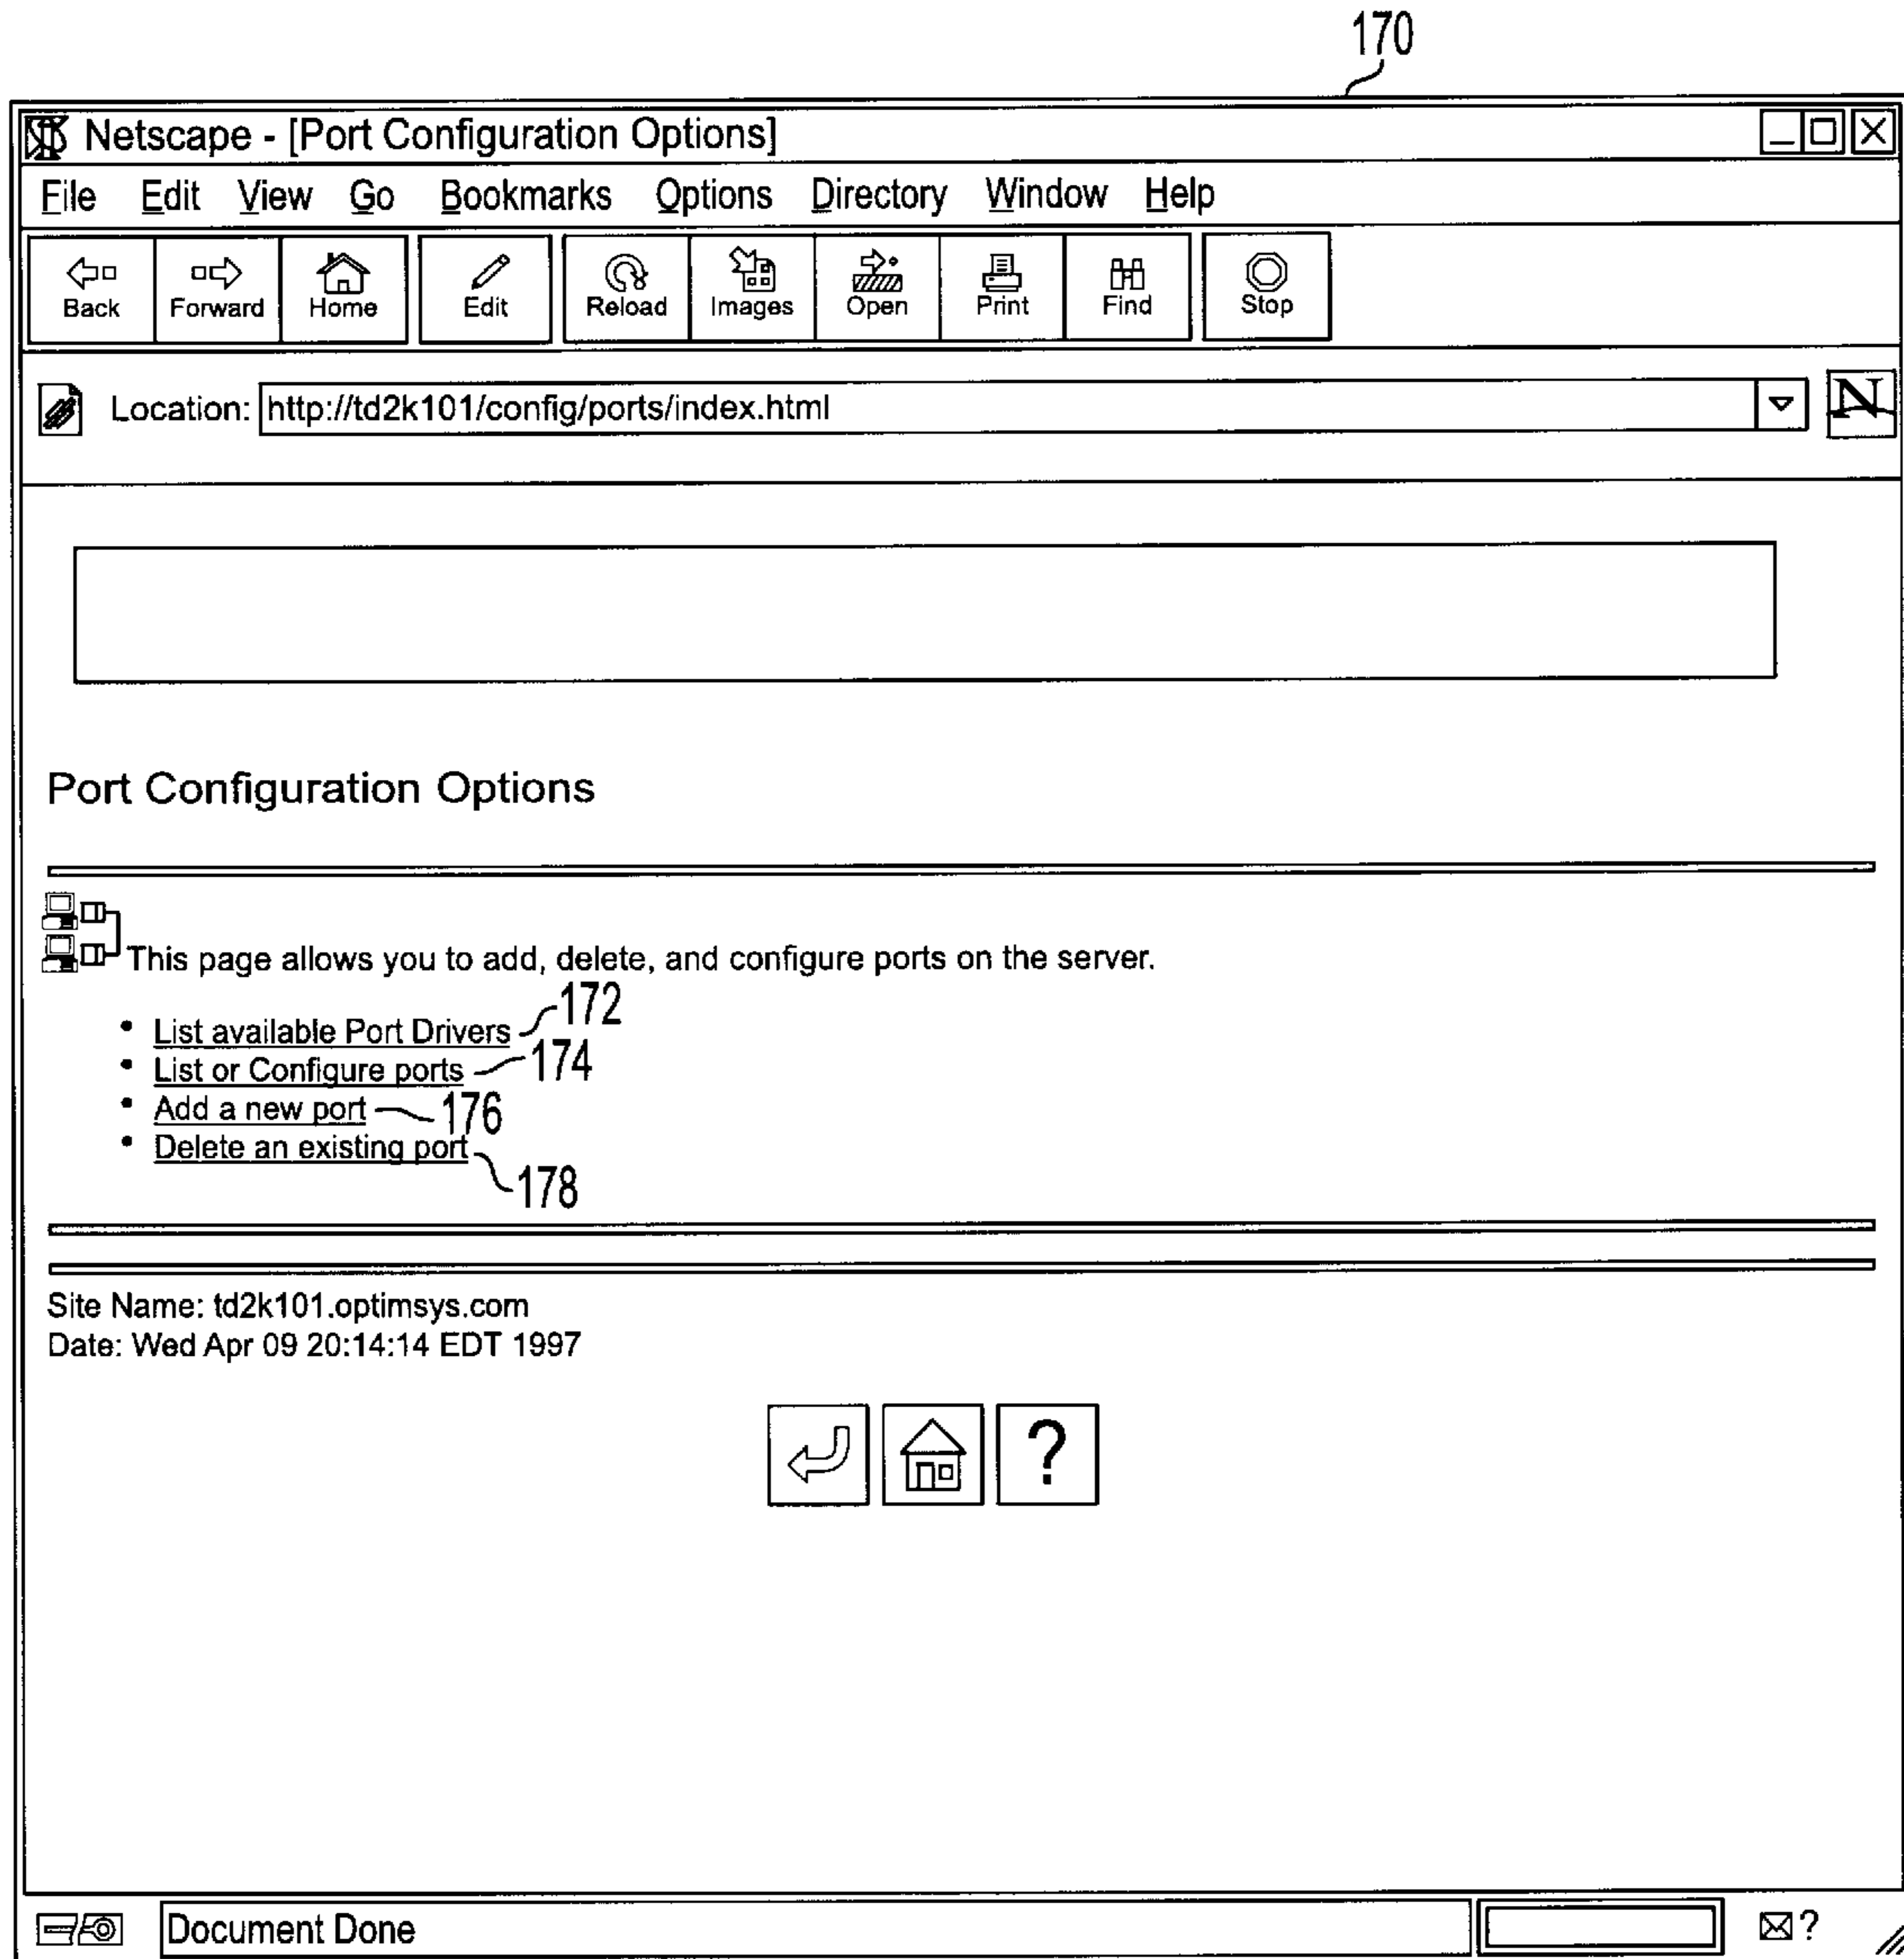 170
Netscape - [Port Configuration Options]
File Edit View Go Bookmarks Options Directory Window Help
Back Forward Home Edit Reload Images Open Print Find Stop
Location: http://td2k101/config/ports/index.html
N
Port Configuration Options
This page allows you to add, delete, and configure ports on the server.
• List available Port Drivers 172
• List or Configure ports 174
• Add a new port 176
• Delete an existing port
178
Site Name: td2k101.optimsys.com
Date: Wed Apr 09 20:14:14 EDT 1997
?
Document Done ?